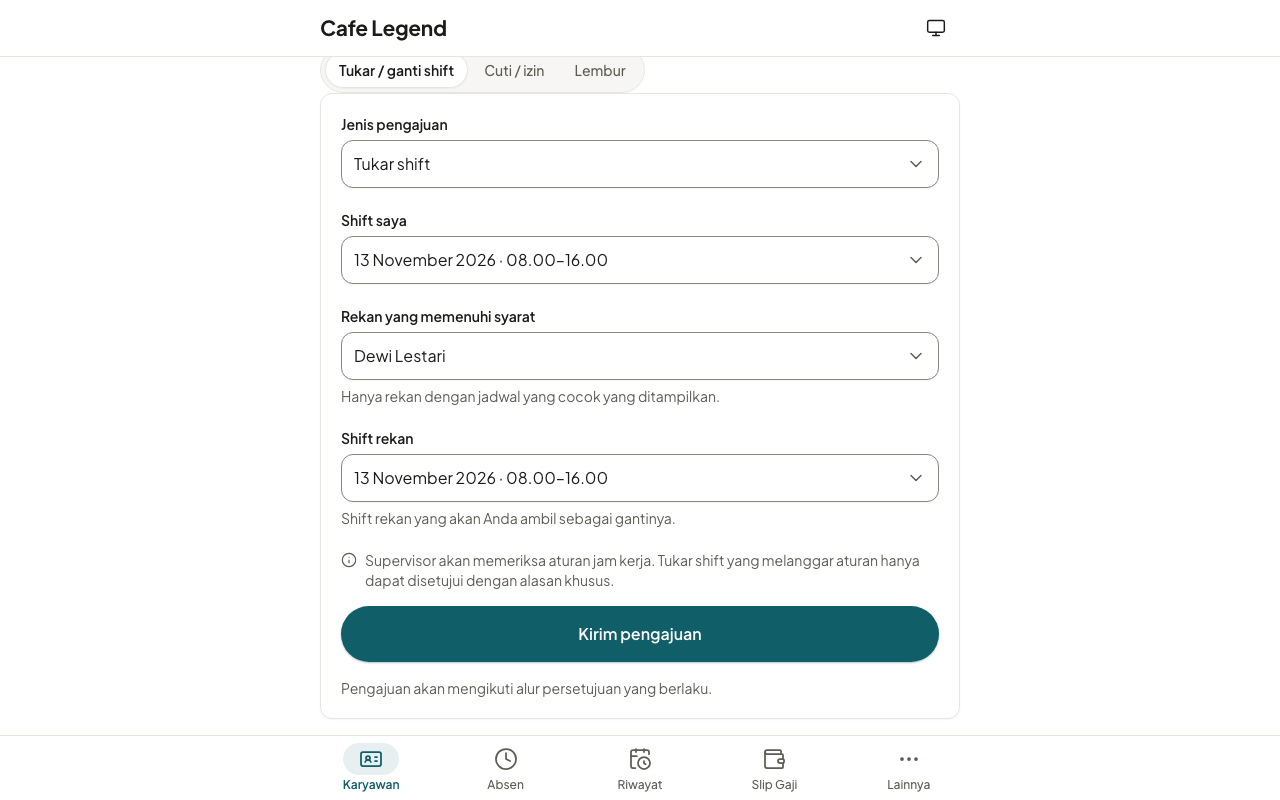 Cafe Legend
Tukar / ganti shift
Cuti / izin
Lembur
Jenis pengajuan
Tukar shift
Shift saya
13 November 2026 · 08.00–16.00
Rekan yang memenuhi syarat
Dewi Lestari
Hanya rekan dengan jadwal yang cocok yang ditampilkan.
Shift rekan
13 November 2026 · 08.00–16.00
Shift rekan yang akan Anda ambil sebagai gantinya.
Supervisor akan memeriksa aturan jam kerja. Tukar shift yang melanggar aturan hanya
dapat disetujui dengan alasan khusus.
Kirim pengajuan
Pengajuan akan mengikuti alur persetujuan yang berlaku.
Karyawan
Absen
Riwayat
Slip Gaji
Lainnya